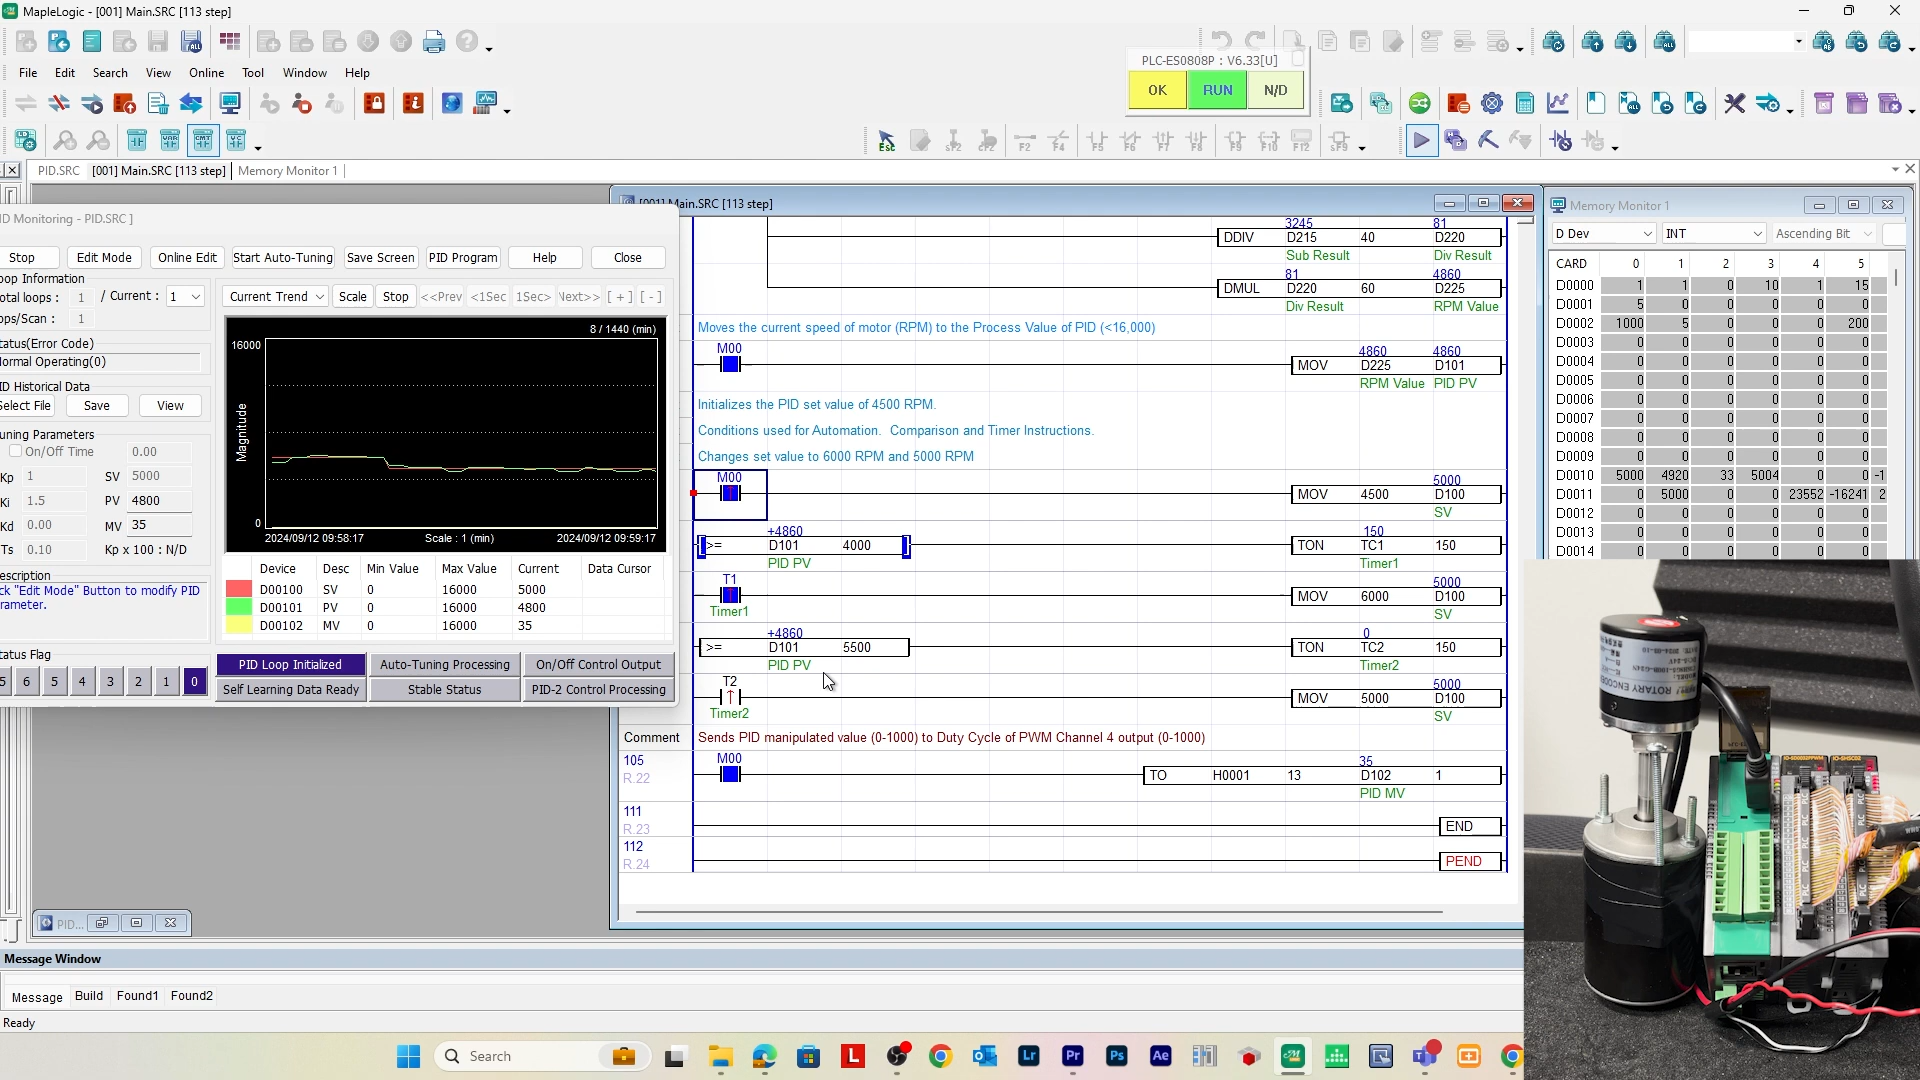 MapleLogic - [001] Main.SRC [113 step]
PLC-ES0808P : V6.33[U]
OK RUN N/D
File Edit Search View Online Tool Window Help
PID.SRC [001] Main.SRC [113 step] Memory Monitor 1
D Monitoring - PID.SRC ]
Stop Edit Mode Online Edit Start Auto-Tuning Save Screen PID Program Help Close
oop Information
otal loops : 1 / Current : 1
ops/Scan : 1
tatus(Error Code)
ormal Operating(0)
ID Historical Data
Select File Save View
uning Parameters
On/Off Time 0.00
Kp 1 SV 5000
Ki 1.5 PV 4800
Kd 0.00 MV 35
Ts 0.10 Kp x 100 : N/D
escription
ck "Edit Mode" Button to modify PID
rameter.
tatus Flag
5 6 5 4 3 2 1 0
Current Trend Scale Stop <<Prev <1Sec 1Sec> Vext>> [ + ] [ - ]
8 / 1440 (min)
16000
Magnitude
0
2024/09/12 09:58:17 Scale : 1 (min) 2024/09/12 09:59:17
Device Desc Min Value Max Value Current Data Cursor
D00100 SV 0 16000 5000
D00101 PV 0 16000 4800
D00102 MV 0 16000 35
PID Loop Initialized Auto-Tuning Processing On/Off Control Output
Self Learning Data Ready Stable Status PID-2 Control Processing
[001] Main.SRC [113 step]
3245 81
DDIV D215 40 D220
Sub Result Div Result
81 4860
DMUL D220 60 D225
Div Result RPM Value
Moves the current speed of motor (RPM) to the Process Value of PID (<16,000)
M00 4860 4860
MOV D225 D101
RPM Value PID PV
Initializes the PID set value of 4500 RPM.
Conditions used for Automation. Comparison and Timer Instructions.
Changes set value to 6000 RPM and 5000 RPM
M00 5000
MOV 4500 D100
SV
+4860 150
>= D101 4000 TON TC1 150
PID PV Timer1
T1 5000
MOV 6000 D100
Timer1 SV
+4860 0
>= D101 5500 TON TC2 150
PID PV Timer2
T2 5000
MOV 5000 D100
Timer2 SV
Comment Sends PID manipulated value (0-1000) to Duty Cycle of PWM Channel 4 output (0-1000)
105 M00 35
R.22 TO H0001 13 D102 1
PID MV
111
R.23 END
112
R.24 PEND
Memory Monitor 1
D Dev INT Ascending Bit
CARD 0 1 2 3 4 5
D0000 1 1 0 10 1 15
D0001 5 0 0 0 0 0
D0002 1000 5 0 0 0 200
D0003 0 0 0 0 0 0
D0004 0 0 0 0 0 0
D0005 0 0 0 0 0 0
D0006 0 0 0 0 0 0
D0007 0 0 0 0 0 0
D0008 0 0 0 0 0 0
D0009 0 0 0 0 0 0
D0010 5000 4920 33 5004 0 0 -1
D0011 0 5000 0 0 23552 -16241 2
D0012 0 0 0 0 0 0
D0013 0 0 0 0 0 0
D0014 0 0 0 0 0 0
PID...
Message Window
Message Build Found1 Found2
Ready
Search
ROTARY ENCOD